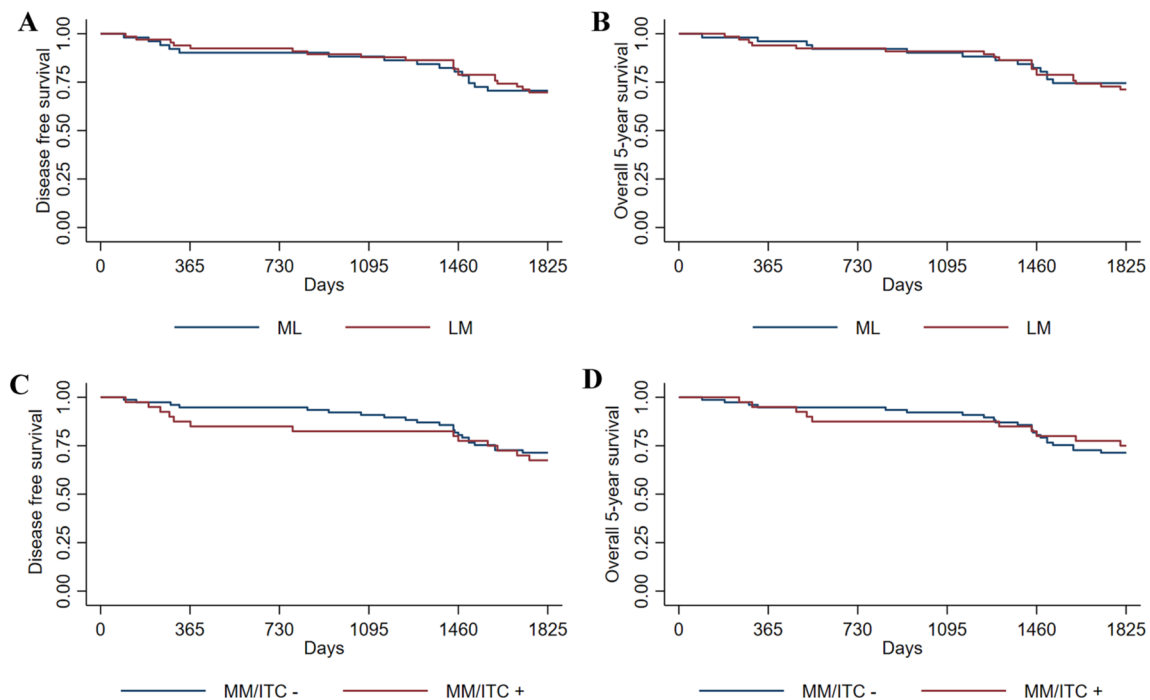 A
Disease free survival
1.00
0.75
0.50
0.25
0.00
0 365 730 1095 1460 1825
Days
ML LM
B
Overall 5-year survival
1.00
0.75
0.50
0.25
0.00
0 365 730 1095 1460 1825
Days
ML LM
C
Disease free survival
1.00
0.75
0.50
0.25
0.00
0 365 730 1095 1460 1825
Days
MM/ITC - MM/ITC +
D
Overall 5-year survival
1.00
0.75
0.50
0.25
0.00
0 365 730 1095 1460 1825
Days
MM/ITC - MM/ITC +